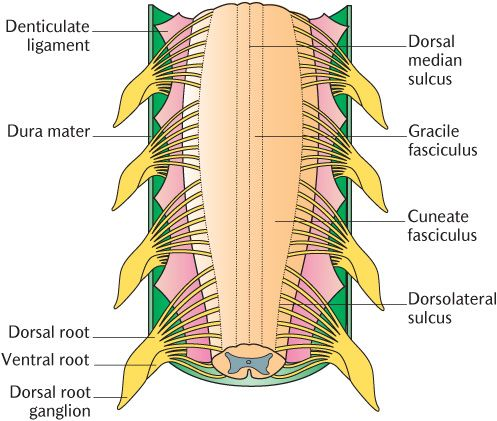 Denticulate
ligament
Dura mater
Dorsal root
Ventral root
Dorsal root
ganglion
Dorsal
median
sulcus
Gracile
fasciculus
Cuneate
fasciculus
Dorsolateral
sulcus